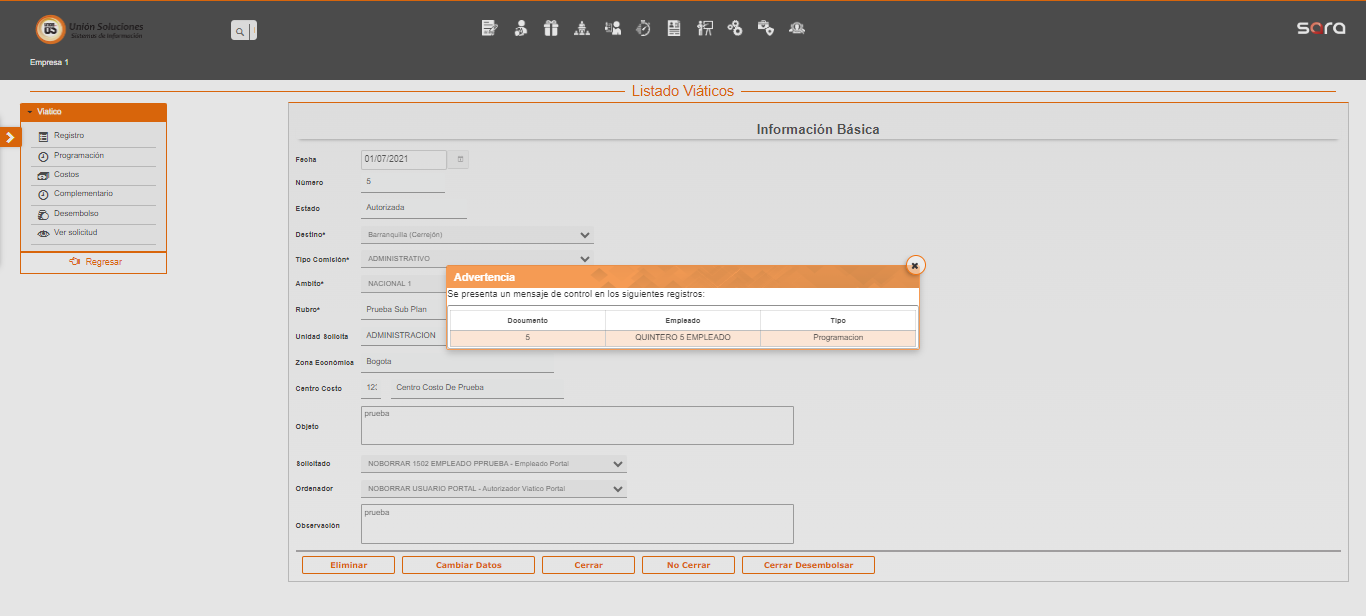 Unión Soluciones
Sistemas de Información
sora
Empresa 1
Listado Viáticos
Viatico
Registro
Programación
Costos
Complementario
Desembolso
Ver solicitud
Regresar
Información Básica
Fecha 01/07/2021
Número 5
Estado Autorizada
Destino* Barranquilla (Cerrejón)
Tipo Comisión* ADMINISTRATIVO
Ambito* NACIONAL 1
Rubro* Prueba Sub Plan
Unidad Solicita ADMINISTRACION
Zona Económica Bogota
Centro Costo 123 Centro Costo De Prueba
Objeto prueba
Solicitado NOBORRAR 1502 EMPLEADO PPRUEBA - Empleado Portal
Ordenador NOBORRAR USUARIO PORTAL - Autorizador Viatico Portal
Observación prueba
Eliminar Cambiar Datos Cerrar No Cerrar Cerrar Desembolsar
Advertencia
Se presenta un mensaje de control en los siguientes registros:
Documento Empleado Tipo
5 QUINTERO 5 EMPLEADO Programacion